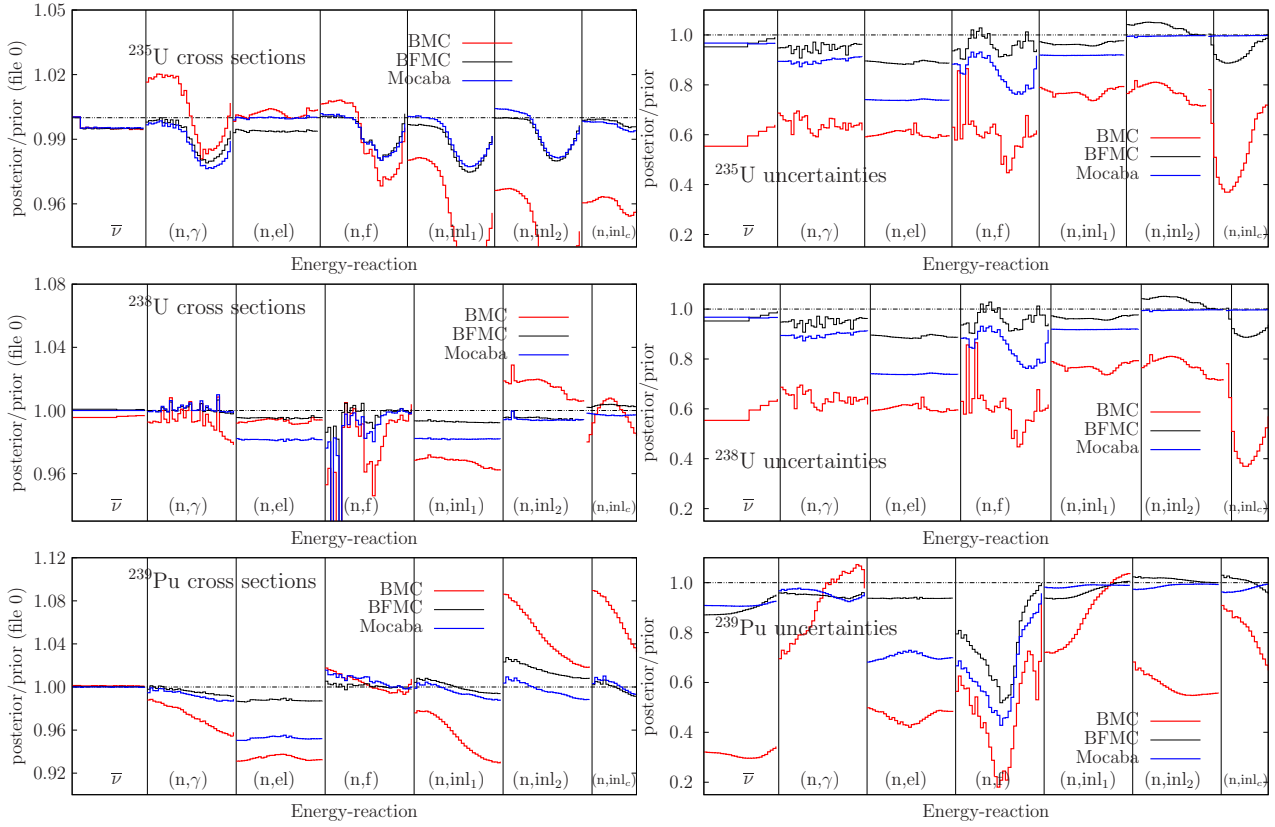 posterior/prior (file 0)
1.05
1.02
0.99
0.96
²³⁵U cross sections
BMC
BFMC
Mocaba
ν̅
(n,γ)
(n,el)
(n,f)
(n,inl₁)
(n,inl₂)
(n,inl_c)
Energy-reaction
posterior/prior
1.0
0.8
0.6
0.4
0.2
BMC
BFMC
Mocaba
²³⁵U uncertainties
ν̅
(n,γ)
(n,el)
(n,f)
(n,inl₁)
(n,inl₂)
(n,inl_c)
Energy-reaction
posterior/prior (file 0)
1.08
1.04
1.00
0.96
²³⁸U cross sections
BMC
BFMC
Mocaba
ν̅
(n,γ)
(n,el)
(n,f)
(n,inl₁)
(n,inl₂)
(n,inl_c)
Energy-reaction
posterior/prior
1.0
0.8
0.6
0.4
0.2
BMC
BFMC
Mocaba
²³⁸U uncertainties
ν̅
(n,γ)
(n,el)
(n,f)
(n,inl₁)
(n,inl₂)
(n,inl_c)
Energy-reaction
posterior/prior (file 0)
1.12
1.08
1.04
1.00
0.96
0.92
²³⁹Pu cross sections
BMC
BFMC
Mocaba
ν̅
(n,γ)
(n,el)
(n,f)
(n,inl₁)
(n,inl₂)
(n,inl_c)
Energy-reaction
posterior/prior
1.0
0.8
0.6
0.4
0.2
²³⁹Pu uncertainties
BMC
BFMC
Mocaba
ν̅
(n,γ)
(n,el)
(n,f)
(n,inl₁)
(n,inl₂)
(n,inl_c)
Energy-reaction